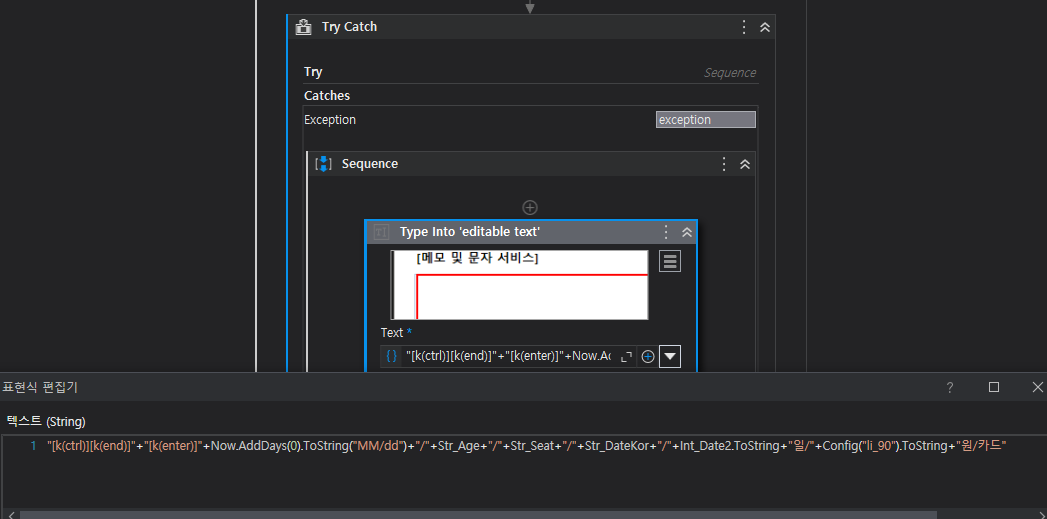 Try Catch
Try
Sequence
Catches
Exception
exception
Sequence
Type Into 'editable text'
[메모 및 문자 서비스]
Text *
"[k(ctrl)][k(end)]"+"[k(enter)]"+Now.Ac
표현식 편집기
?
텍스트 (String)
1 "[k(ctrl)][k(end)]"+"[k(enter)]"+Now.AddDays(0).ToString("MM/dd")+"/"+Str_Age+"/"+Str_Seat+"/"+Str_DateKor+"/"+Int_Date2.ToString+"일/"+Config("li_90").ToString+"원/카드"